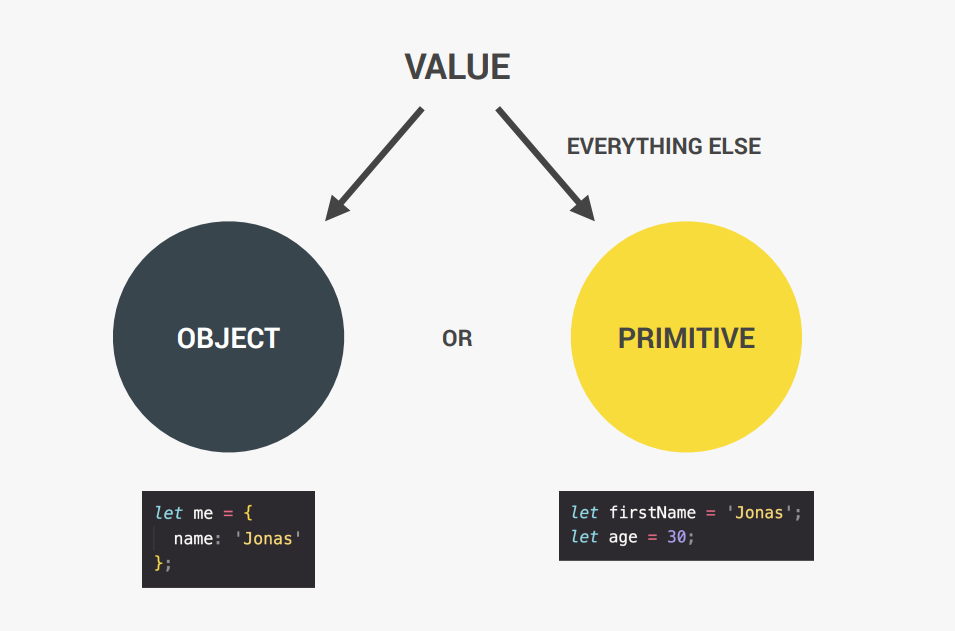 VALUE
EVERYTHING ELSE
OBJECT
OR
PRIMITIVE
let me = {
  name: 'Jonas'
};
let firstName = 'Jonas';
let age = 30;